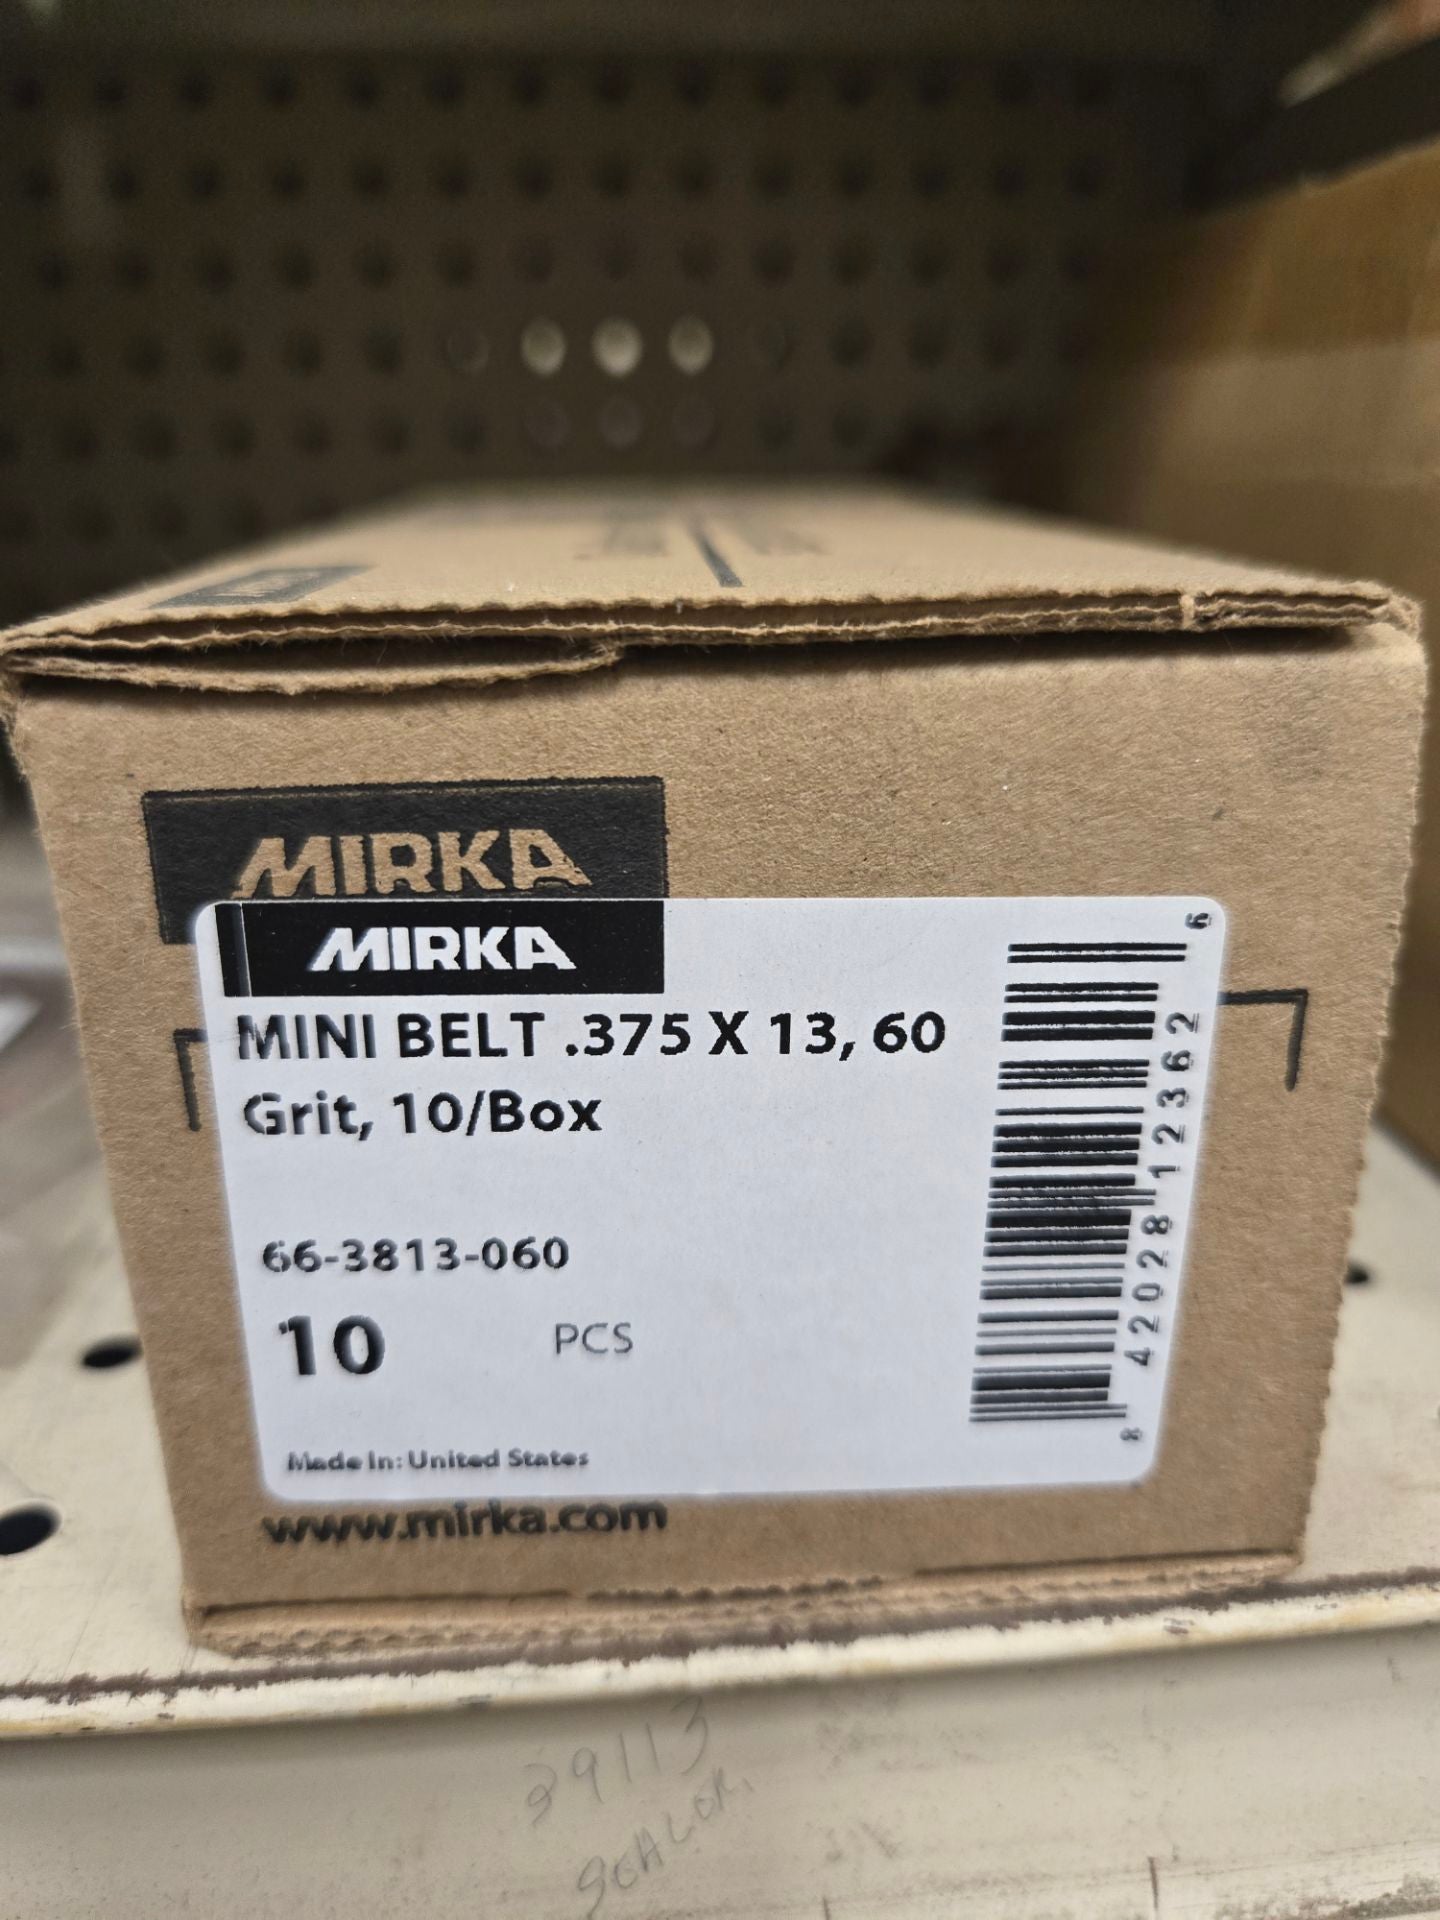 MIRKA
MIRKA
MINI BELT .375 X 13, 60
Grit, 10/Box
66-3813-060
10 PCS
Made In: United States
8 42028 12362 6
www.mirka.com
39113